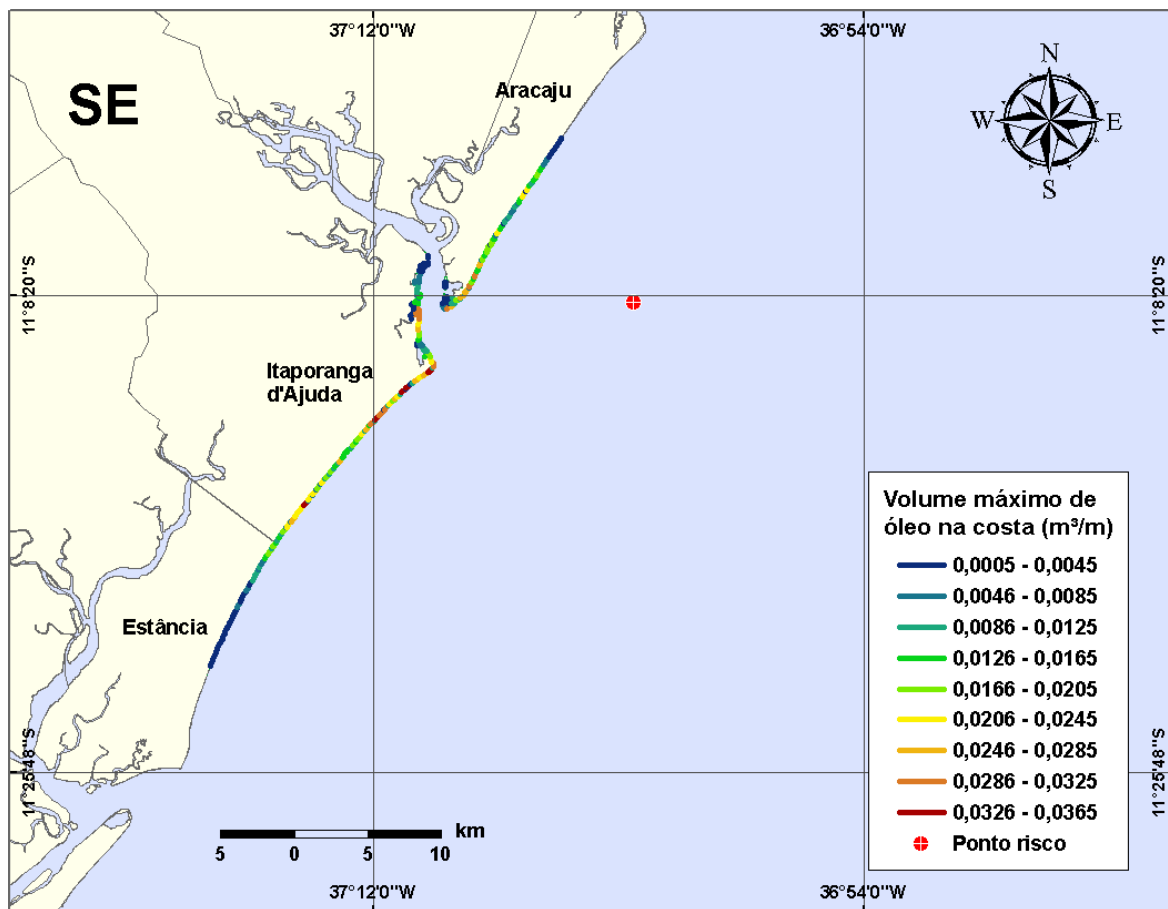 37°12'0"W
36°54'0"W
SE
Aracaju
N
W
E
S
11°8'20"S
11°8'20"S
Itaporanga
d'Ajuda
Volume máximo de
óleo na costa (m³/m)
0,0005 - 0,0045
0,0046 - 0,0085
0,0086 - 0,0125
0,0126 - 0,0165
0,0166 - 0,0205
0,0206 - 0,0245
0,0246 - 0,0285
0,0286 - 0,0325
0,0326 - 0,0365
Ponto risco
Estância
11°25'48"S
11°25'48"S
km
5 0 5 10
37°12'0"W
36°54'0"W